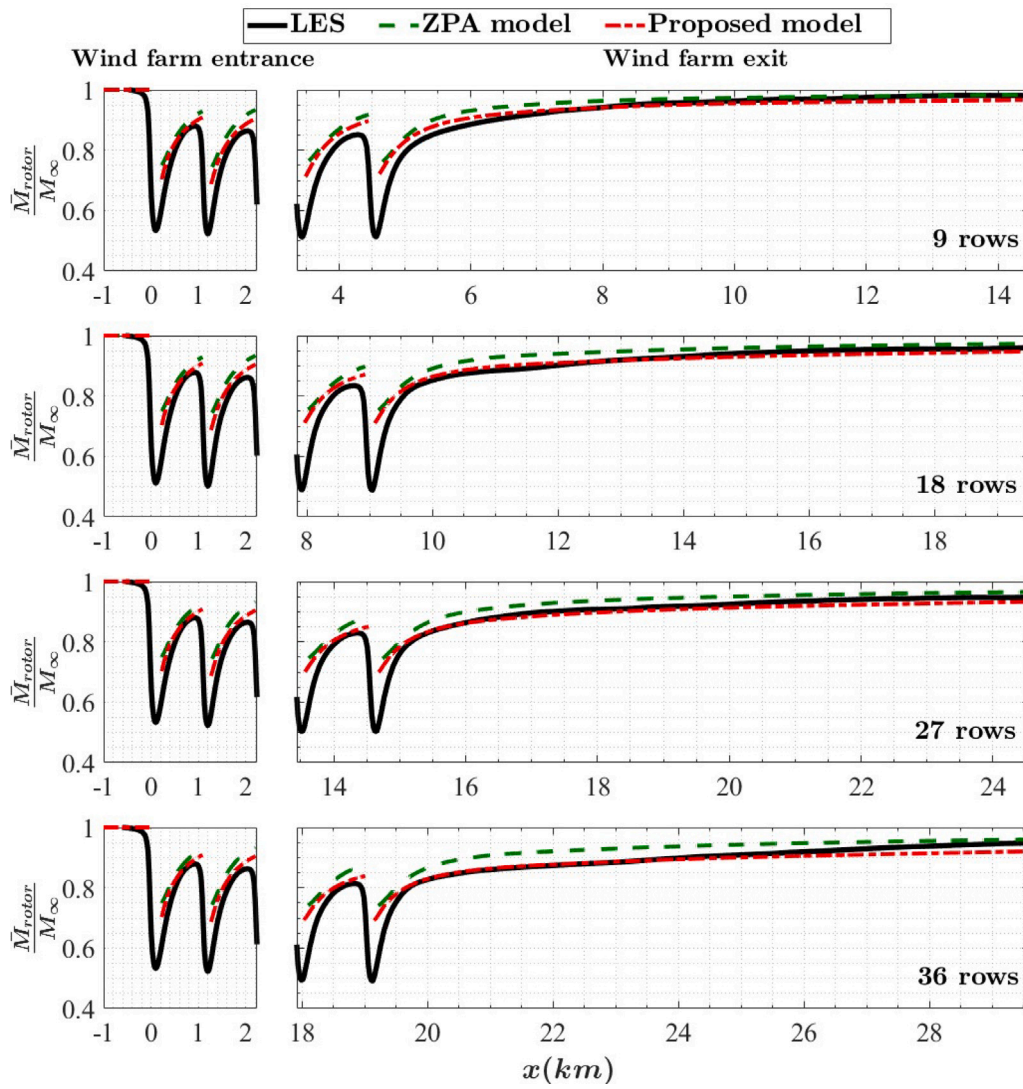 LES ZPA model Proposed model
Wind farm entrance Wind farm exit
M̄rotor/M∞
1
0.8
0.6
0.4
-1 0 1 2
4 6 8 10 12 14
9 rows
M̄rotor/M∞
1
0.8
0.6
0.4
-1 0 1 2
8 10 12 14 16 18
18 rows
M̄rotor/M∞
1
0.8
0.6
0.4
-1 0 1 2
14 16 18 20 22 24
27 rows
M̄rotor/M∞
1
0.8
0.6
0.4
-1 0 1 2
18 20 22 24 26 28
36 rows
x(km)